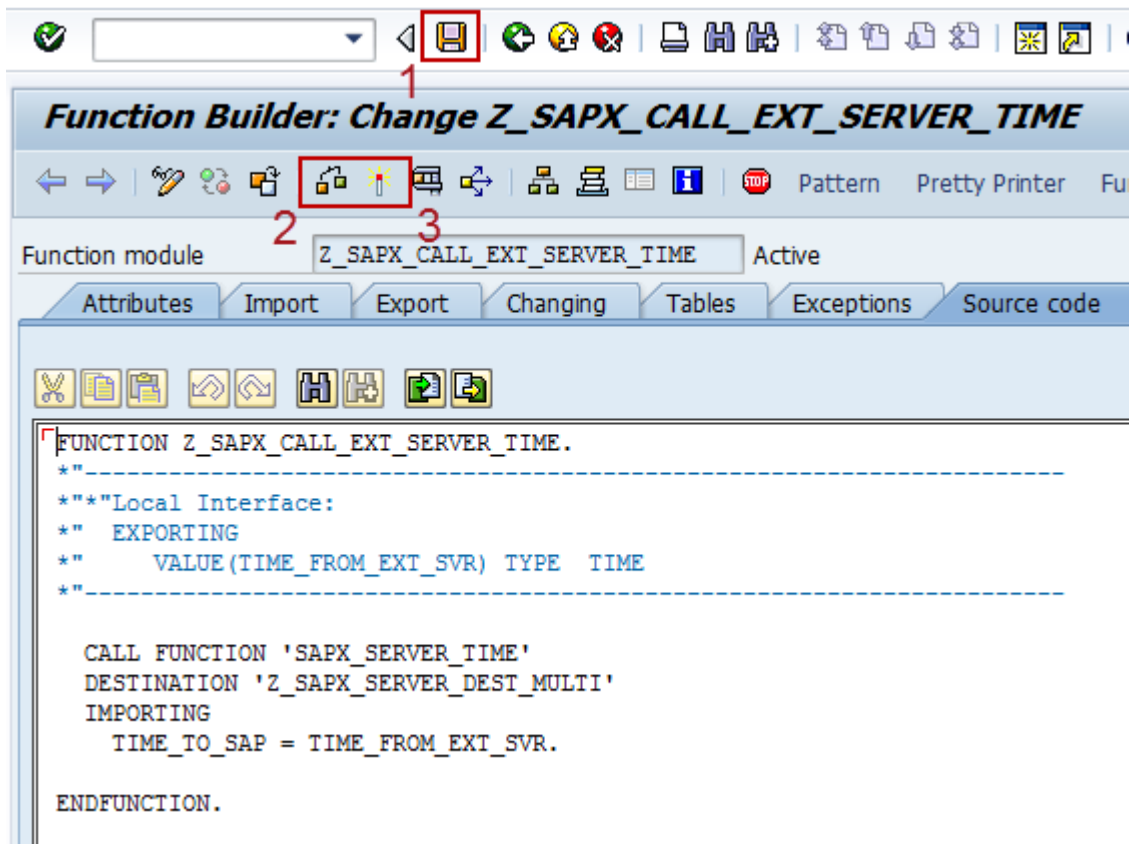 1
Function Builder: Change Z_SAPX_CALL_EXT_SERVER_TIME
STOP Pattern Pretty Printer Fu
2 3
Function module Z_SAPX_CALL_EXT_SERVER_TIME Active
Attributes Import Export Changing Tables Exceptions Source code
FUNCTION Z_SAPX_CALL_EXT_SERVER_TIME.
*"----------------------------------------------------------------------
*"*"Local Interface:
*"  EXPORTING
*"     VALUE(TIME_FROM_EXT_SVR) TYPE  TIME
*"----------------------------------------------------------------------
CALL FUNCTION 'SAPX_SERVER_TIME'
DESTINATION 'Z_SAPX_SERVER_DEST_MULTI'
IMPORTING
TIME_TO_SAP = TIME_FROM_EXT_SVR.
ENDFUNCTION.